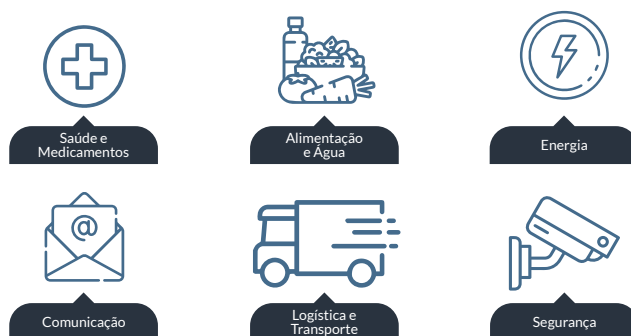 Saúde e
Medicamentos
Alimentação
e Água
Energia
@
Comunicação
Logística e
Transporte
Segurança